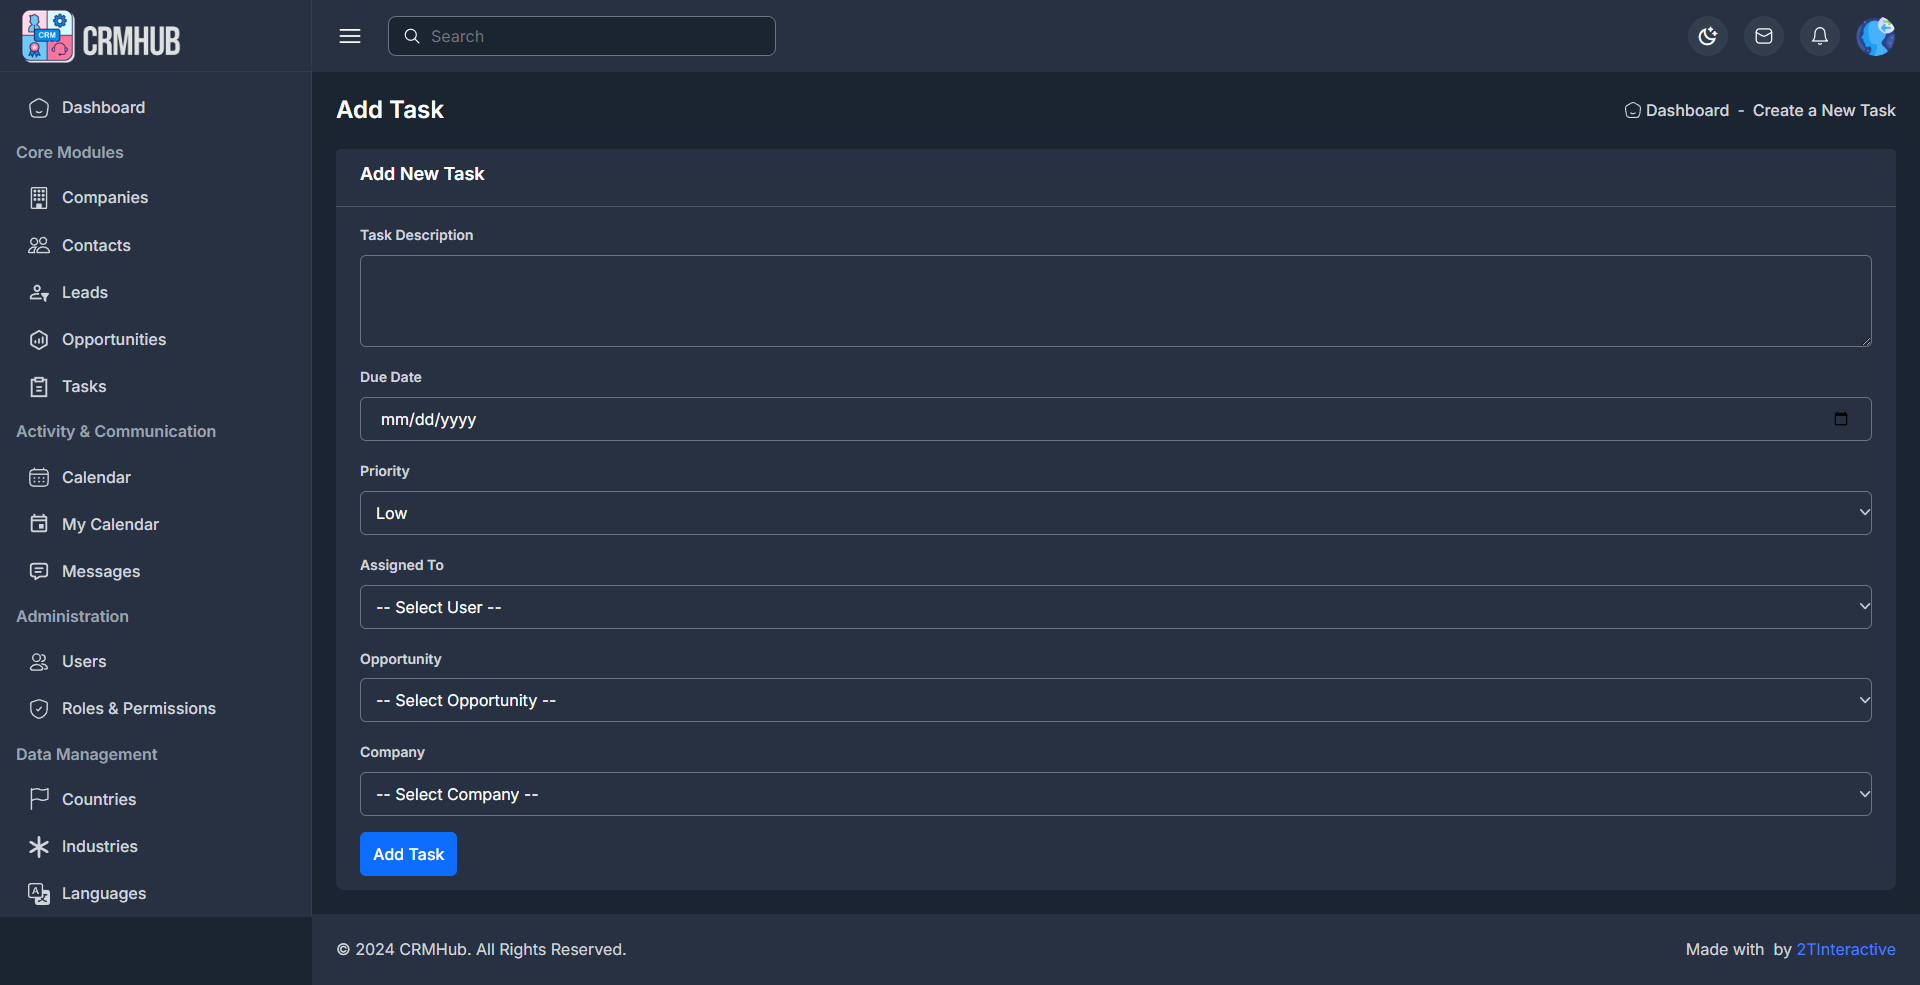 CRM
CRMHUB
Search
Dashboard
Core Modules
Companies
Contacts
Leads
Opportunities
Tasks
Activity & Communication
Calendar
My Calendar
Messages
Administration
Users
Roles & Permissions
Data Management
Countries
Industries
Languages
Add Task
Dashboard - Create a New Task
Add New Task
Task Description
Due Date
mm/dd/yyyy
Priority
Low
Assigned To
-- Select User --
Opportunity
-- Select Opportunity --
Company
-- Select Company --
Add Task
© 2024 CRMHub. All Rights Reserved.
Made with by 2TInteractive